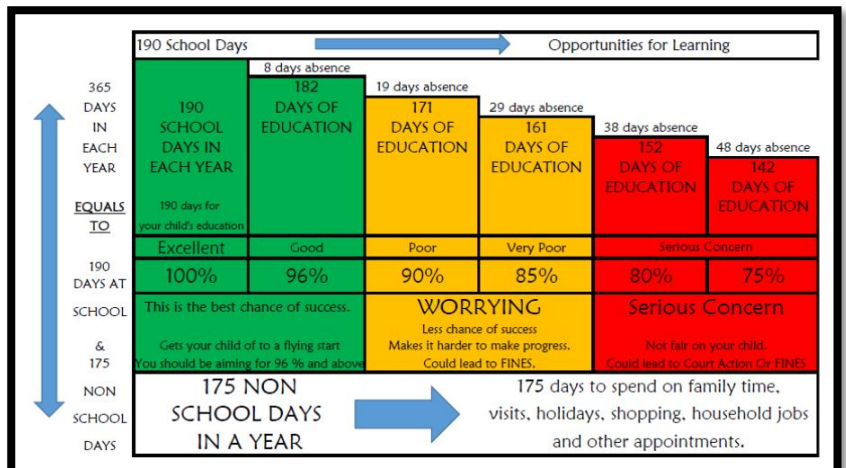 190 School Days
Opportunities for Learning
365
DAYS
IN
EACH
YEAR
EQUALS
TO
190
DAYS AT
SCHOOL
&
175
NON
SCHOOL
DAYS
190
SCHOOL
DAYS IN
EACH YEAR
190 days for
your child's education
8 days absence
182
DAYS OF
EDUCATION
19 days absence
171
DAYS OF
EDUCATION
29 days absence
161
DAYS OF
EDUCATION
38 days absence
152
DAYS OF
EDUCATION
48 days absence
142
DAYS OF
EDUCATION
Excellent
Good
Poor
Very Poor
Serious Concern
100%
96%
90%
85%
80%
75%
This is the best chance of success.
Gets your child of to a flying start
You should be aiming for 96 % and above
WORRYING
Less chance of success
Makes it harder to make progress.
Could lead to FINES.
Serious Concern
Not fair on your child.
Could lead to Court Action Or FINES
175 NON
SCHOOL DAYS
IN A YEAR
175 days to spend on family time,
visits, holidays, shopping, household jobs
and other appointments.